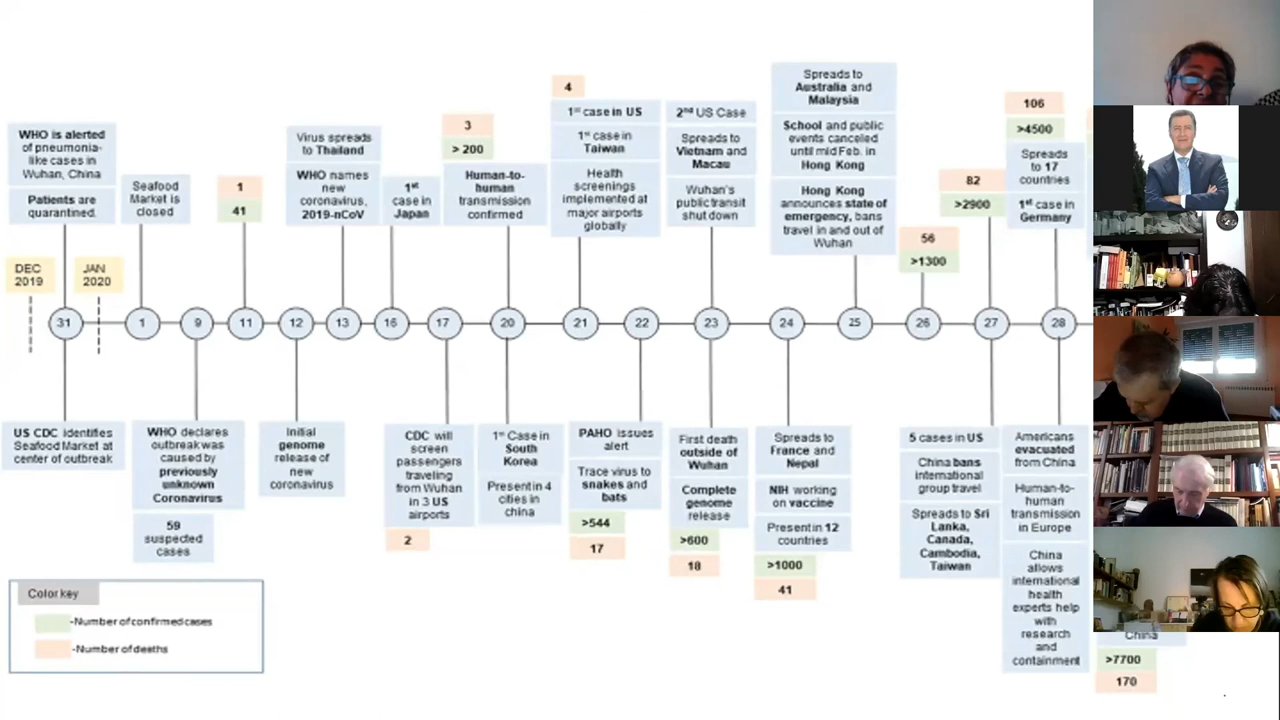 WHO is alerted
of pneumonia-
like cases in
Wuhan, China
Patients are
quarantined.
Seafood
Market is
closed
1
41
Virus spreads
to Thailand
WHO names
new
coronavirus,
2019-nCoV
1st
case in
Japan
3
> 200
Human-to-
human
transmission
confirmed
4
1st case in US
1st case in
Taiwan
Health
screenings
implemented at
major airports
globally
2nd US Case
Spreads to
Vietnam and
Macau
Wuhan's
public transit
shut down
Spreads to
Australia and
Malaysia
School and public
events canceled
until mid Feb. in
Hong Kong
Hong Kong
announces state of
emergency, bans
travel in and out of
Wuhan
56
>1300
82
>2900
106
>4500
Spreads
to 17
countries
1st case in
Germany
DEC
2019
JAN
2020
31
1
9
11
12
13
16
17
20
21
22
23
24
25
26
27
28
US CDC identifies
Seafood Market at
center of outbreak
WHO declares
outbreak was
caused by
previously
unknown
Coronavirus
59
suspected
cases
Initial
genome
release of
new
coronavirus
CDC will
screen
passengers
traveling
from Wuhan
in 3 US
airports
2
1st Case in
South
Korea
Present in 4
cities in
china
PAHO issues
alert
Trace virus to
snakes and
bats
>544
17
First death
outside of
Wuhan
Complete
genome
release
>600
18
Spreads to
France and
Nepal
NIH working
on vaccine
Present in 12
countries
>1000
41
5 cases in US
China bans
international
group travel
Spreads to Sri
Lanka,
Canada,
Cambodia,
Taiwan
Americans
evacuated
from China
Human-to-
human
transmission
in Europe
China
allows
international
health
experts help
with
research
and
containment
China
>7700
170
Color key
-Number of confirmed cases
-Number of deaths